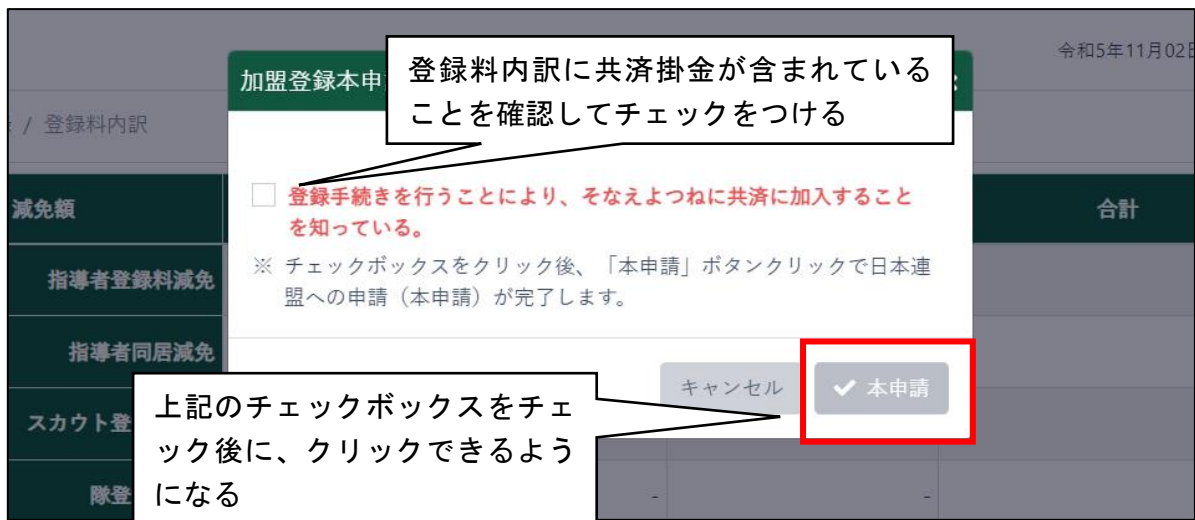 令和5年11月02日
加盟登録本申
登録料内訳に共済掛金が含まれている
ことを確認してチェックをつける
/ 登録料内訳
登録手続きを行うことにより、そなえよつねに共済に加入すること
を知っている。
減免額
合計
※ チェックボックスをクリック後、「本申請」ボタンクリックで日本連
盟への申請（本申請）が完了します。
指導者登録料減免
指導者同居減免
キャンセル
本申請
上記のチェックボックスをチェ
ック後に、クリックできるよう
になる
スカウト登
隊登
-
-